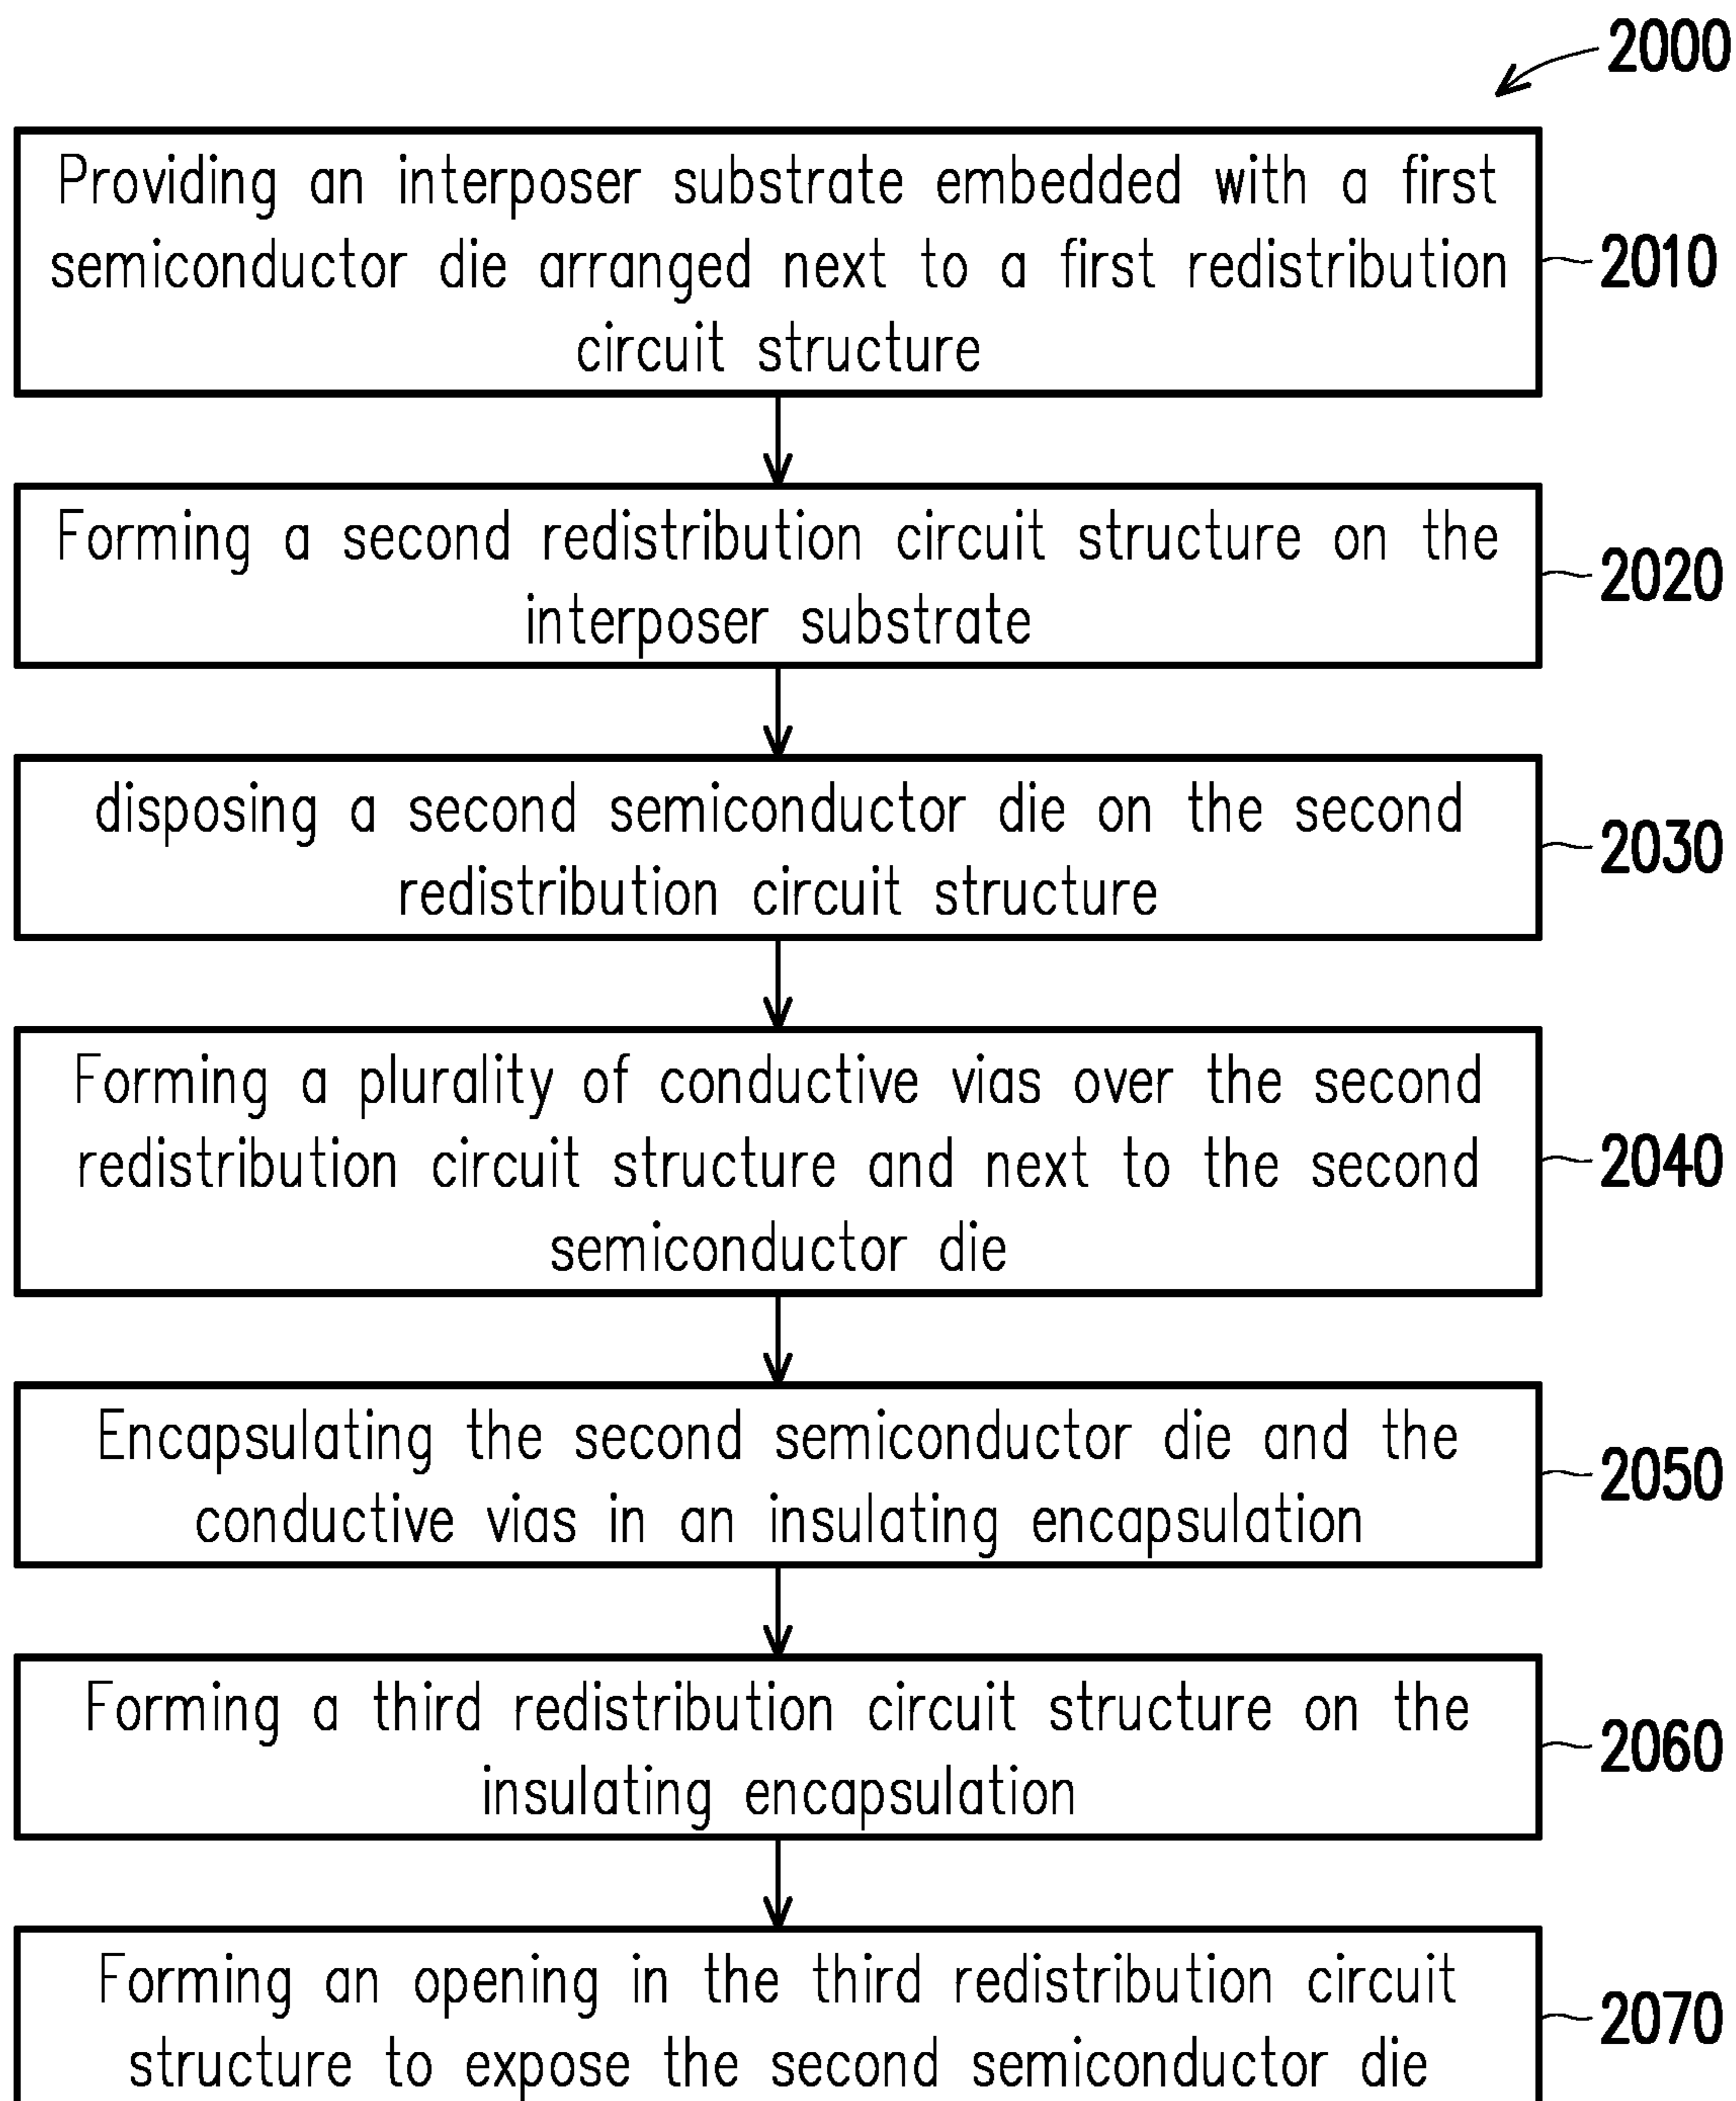 2000
Providing an interposer substrate embedded with a first
semiconductor die arranged next to a first redistribution
circuit structure
2010
Forming a second redistribution circuit structure on the
interposer substrate
2020
disposing a second semiconductor die on the second
redistribution circuit structure
2030
Forming a plurality of conductive vias over the second
redistribution circuit structure and next to the second
semiconductor die
2040
Encapsulating the second semiconductor die and the
conductive vias in an insulating encapsulation
2050
Forming a third redistribution circuit structure on the
insulating encapsulation
2060
Forming an opening in the third redistribution circuit
structure to expose the second semiconductor die
2070